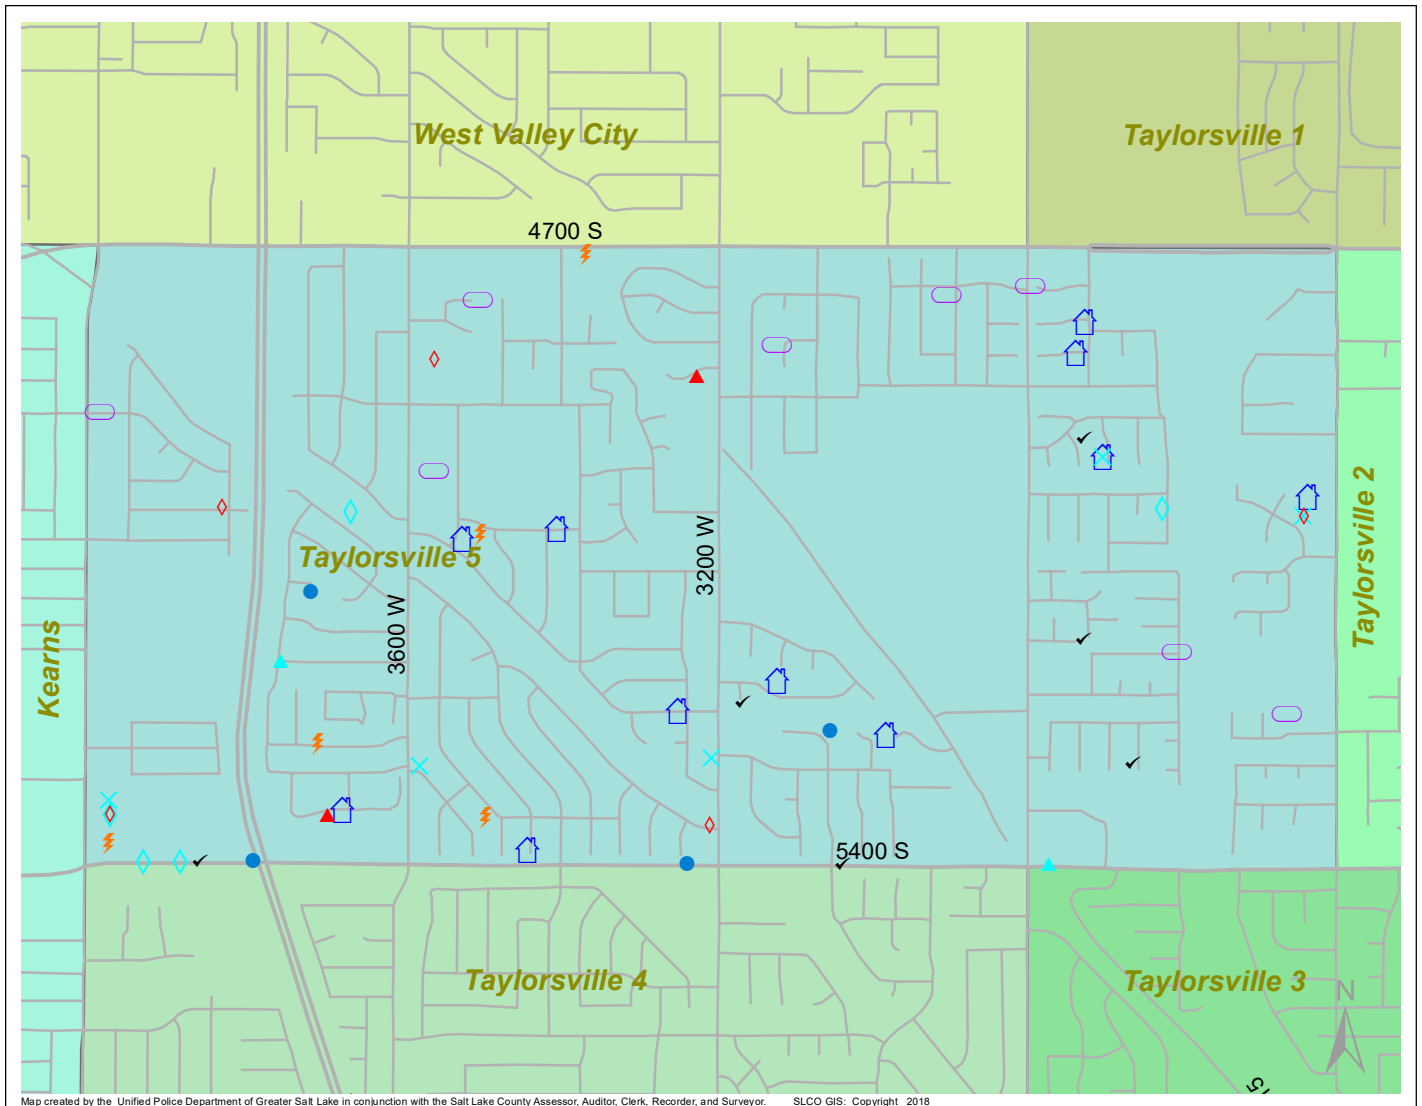 West Valley City
Taylorsville 1
4700 S
Taylorsville 2
3200 W
Taylorsville 5
3600 W
Kearns
5400 S
Taylorsville 4
Taylorsville 3
N
15
Map created by the Unified Police Department of Greater Salt Lake in conjunction with the Salt Lake County Assessor, Auditor, Clerk, Recorder, and Surveyor. SLCO GIS: Copyright 2018